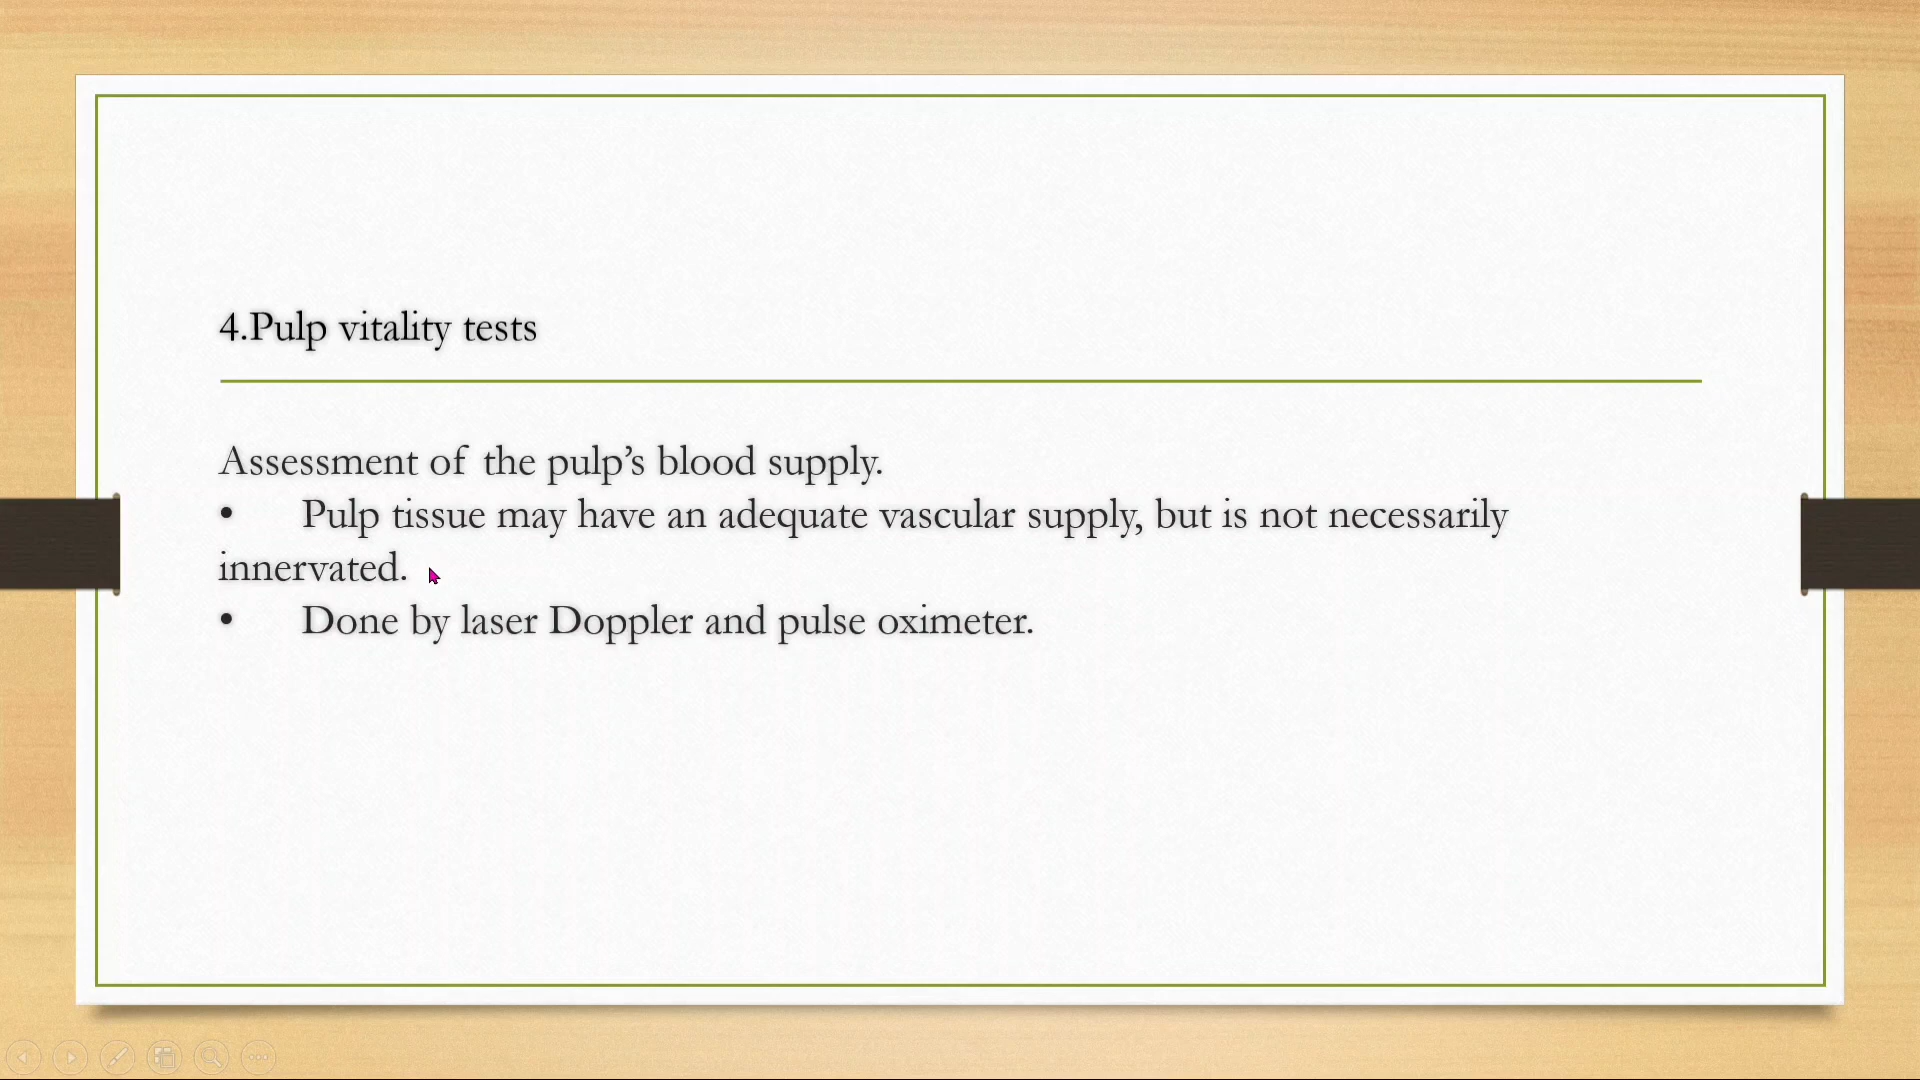 4.Pulp vitality tests
Assessment of the pulp’s blood supply.
• Pulp tissue may have an adequate vascular supply, but is not necessarily
innervated.
• Done by laser Doppler and pulse oximeter.